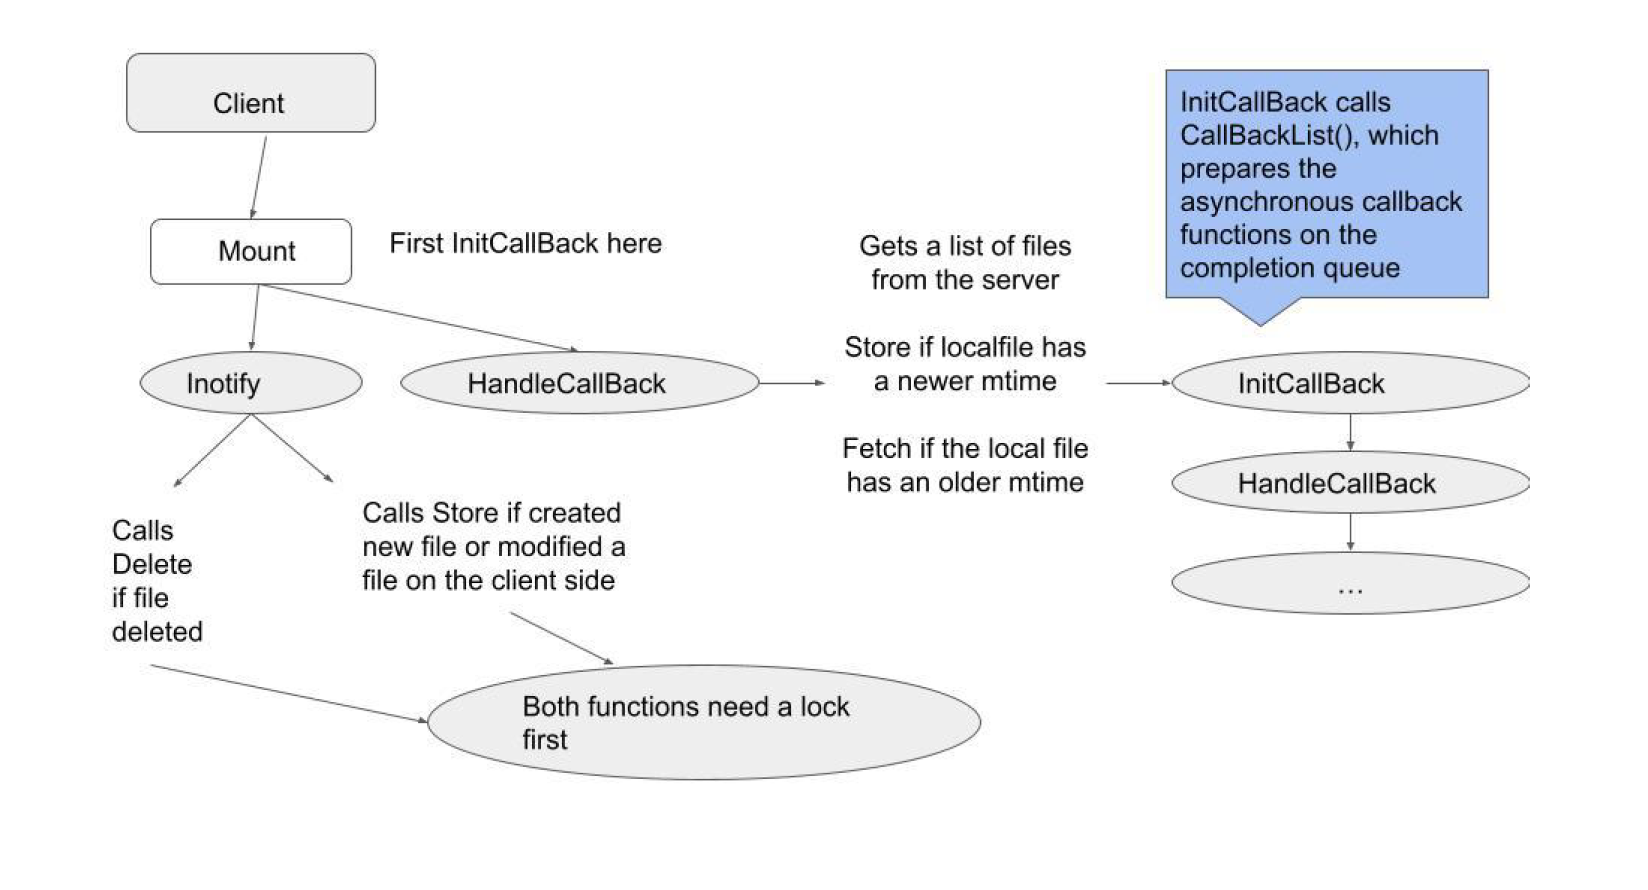 Client
Mount
First InitCallBack here
Inotify
HandleCallBack
Calls
Delete
if file
deleted
Calls Store if created
new file or modified a
file on the client side
Both functions need a lock
first
Gets a list of files
from the server
Store if localfile has
a newer mtime
Fetch if the local file
has an older mtime
InitCallBack calls
CallBackList(), which
prepares the
asynchronous callback
functions on the
completion queue
InitCallBack
HandleCallBack
...